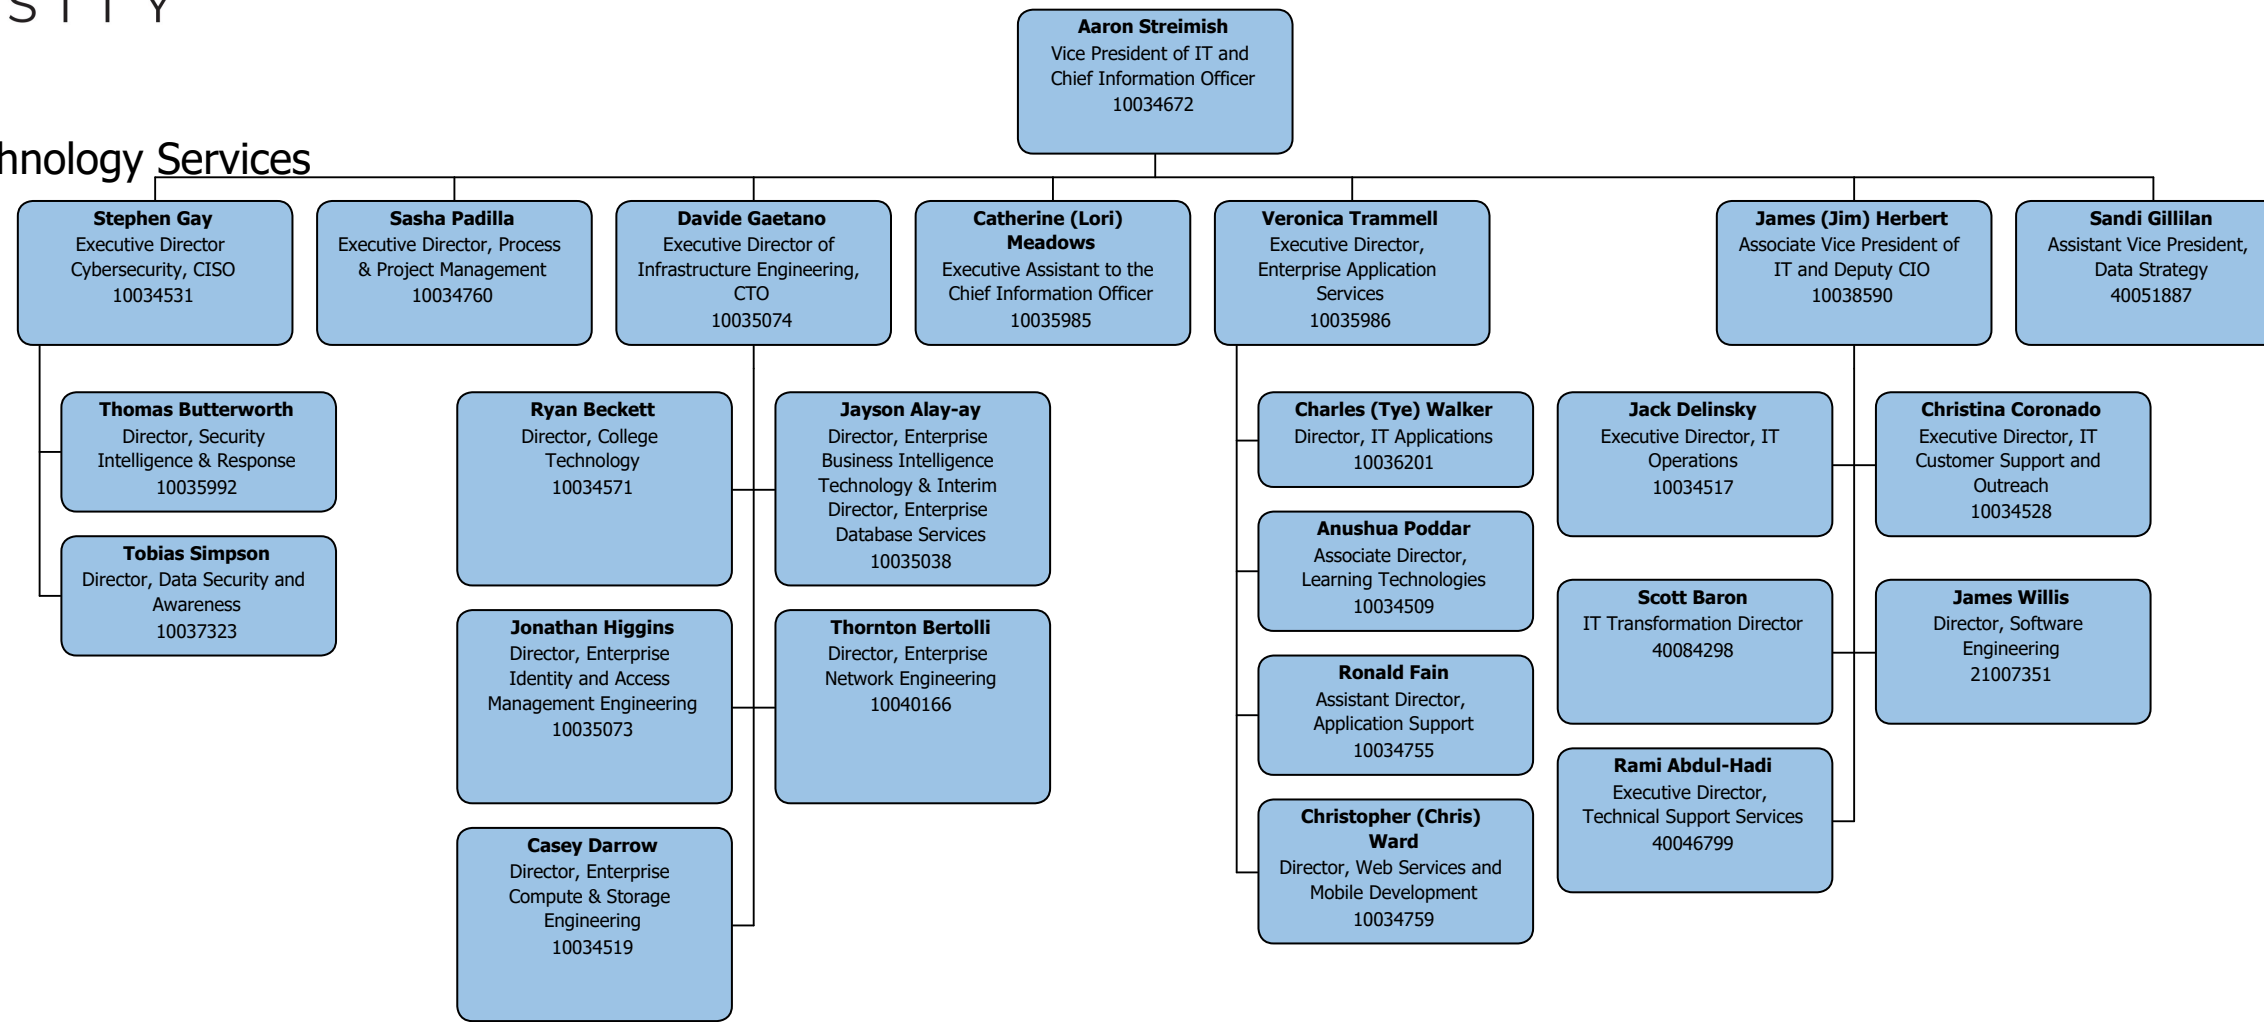 S I T Y
hnology Services
Aaron Streimish
Vice President of IT and
Chief Information Officer
10034672
Stephen Gay
Executive Director
Cybersecurity, CISO
10034531
Sasha Padilla
Executive Director, Process
& Project Management
10034760
Davide Gaetano
Executive Director of
Infrastructure Engineering,
CTO
10035074
Catherine (Lori)
Meadows
Executive Assistant to the
Chief Information Officer
10035985
Veronica Trammell
Executive Director,
Enterprise Application
Services
10035986
James (Jim) Herbert
Associate Vice President of
IT and Deputy CIO
10038590
Sandi Gillilan
Assistant Vice President,
Data Strategy
40051887
Thomas Butterworth
Director, Security
Intelligence & Response
10035992
Tobias Simpson
Director, Data Security and
Awareness
10037323
Ryan Beckett
Director, College
Technology
10034571
Jayson Alay-ay
Director, Enterprise
Business Intelligence
Technology & Interim
Director, Enterprise
Database Services
10035038
Jonathan Higgins
Director, Enterprise
Identity and Access
Management Engineering
10035073
Thornton Bertolli
Director, Enterprise
Network Engineering
10040166
Casey Darrow
Director, Enterprise
Compute & Storage
Engineering
10034519
Charles (Tye) Walker
Director, IT Applications
10036201
Anushua Poddar
Associate Director,
Learning Technologies
10034509
Ronald Fain
Assistant Director,
Application Support
10034755
Christopher (Chris)
Ward
Director, Web Services and
Mobile Development
10034759
Jack Delinsky
Executive Director, IT
Operations
10034517
Christina Coronado
Executive Director, IT
Customer Support and
Outreach
10034528
Scott Baron
IT Transformation Director
40084298
James Willis
Director, Software
Engineering
21007351
Rami Abdul-Hadi
Executive Director,
Technical Support Services
40046799